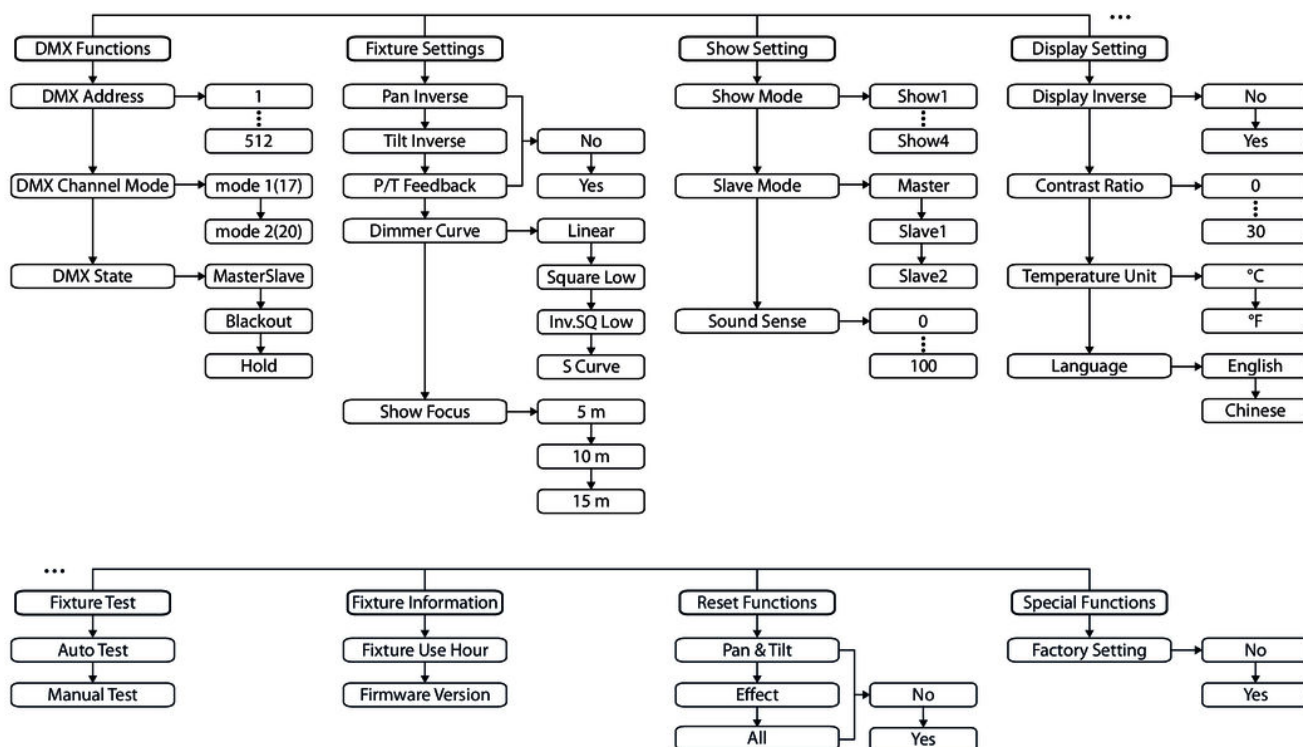 ...
DMX Functions
DMX Address
1
512
DMX Channel Mode
mode 1(17)
mode 2(20)
DMX State
MasterSlave
Blackout
Hold
Fixture Settings
Pan Inverse
Tilt Inverse
P/T Feedback
No
Yes
Dimmer Curve
Linear
Square Low
Inv.SQ Low
S Curve
Show Focus
5 m
10 m
15 m
Show Setting
Show Mode
Show1
Show4
Slave Mode
Master
Slave1
Slave2
Sound Sense
0
100
Display Setting
Display Inverse
No
Yes
Contrast Ratio
0
30
Temperature Unit
°C
°F
Language
English
Chinese
...
Fixture Test
Auto Test
Manual Test
Fixture Information
Fixture Use Hour
Firmware Version
Reset Functions
Pan & Tilt
Effect
All
No
Yes
Special Functions
Factory Setting
No
Yes